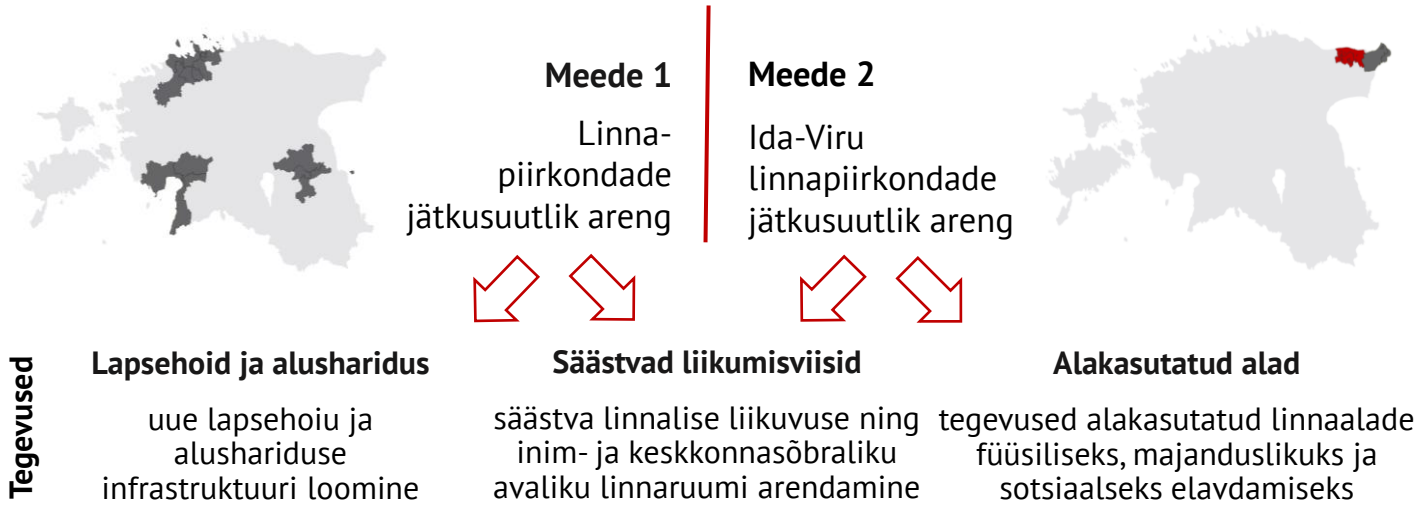 Meede 1
Linna-
piirkondade
jätkusuutlik areng
Meede 2
Ida-Viru
linnapiirkondade
jätkusuutlik areng
Tegevused
Lapsehoid ja alusharidus
uue lapsehoiu ja
alushariduse
infrastruktuuri loomine
Säästvad liikumisviisid
säästva linnalise liikuvuse ning
inim- ja keskkonnasõbraliku
avaliku linnaruumi arendamine
Alakasutatud alad
tegevused alakasutatud linnaalade
füüsiliseks, majanduslikuks ja
sotsiaalseks elavdamiseks